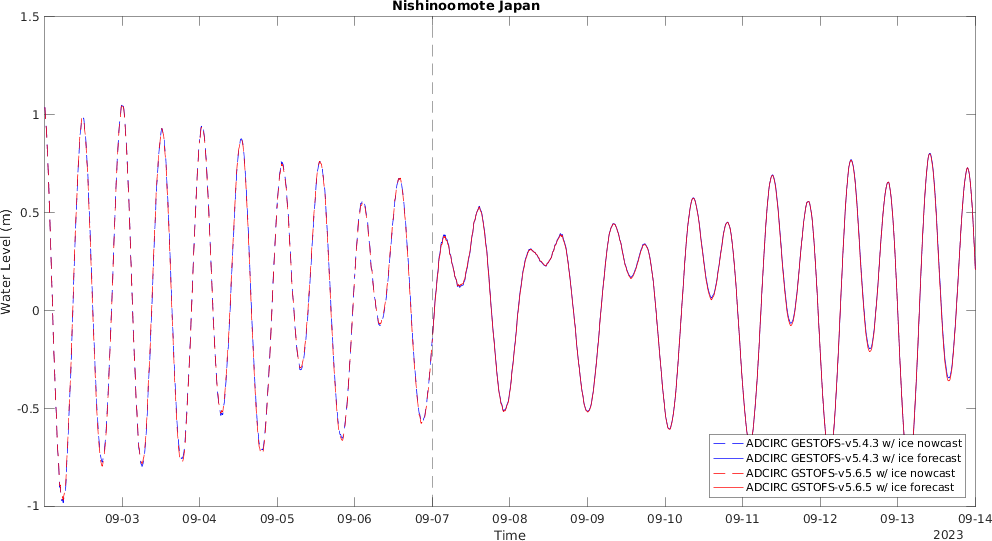 Nishinoomote Japan
1.5
1
0.5
0
-0.5
-1
Water Level (m)
ADCIRC GESTOFS-v5.4.3 w/ ice nowcast
ADCIRC GESTOFS-v5.4.3 w/ ice forecast
ADCIRC GSTOFS-v5.6.5 w/ ice nowcast
ADCIRC GSTOFS-v5.6.5 w/ ice forecast
09-03 09-04 09-05 09-06 09-07 09-08 09-09 09-10 09-11 09-12 09-13 09-14
Time
2023